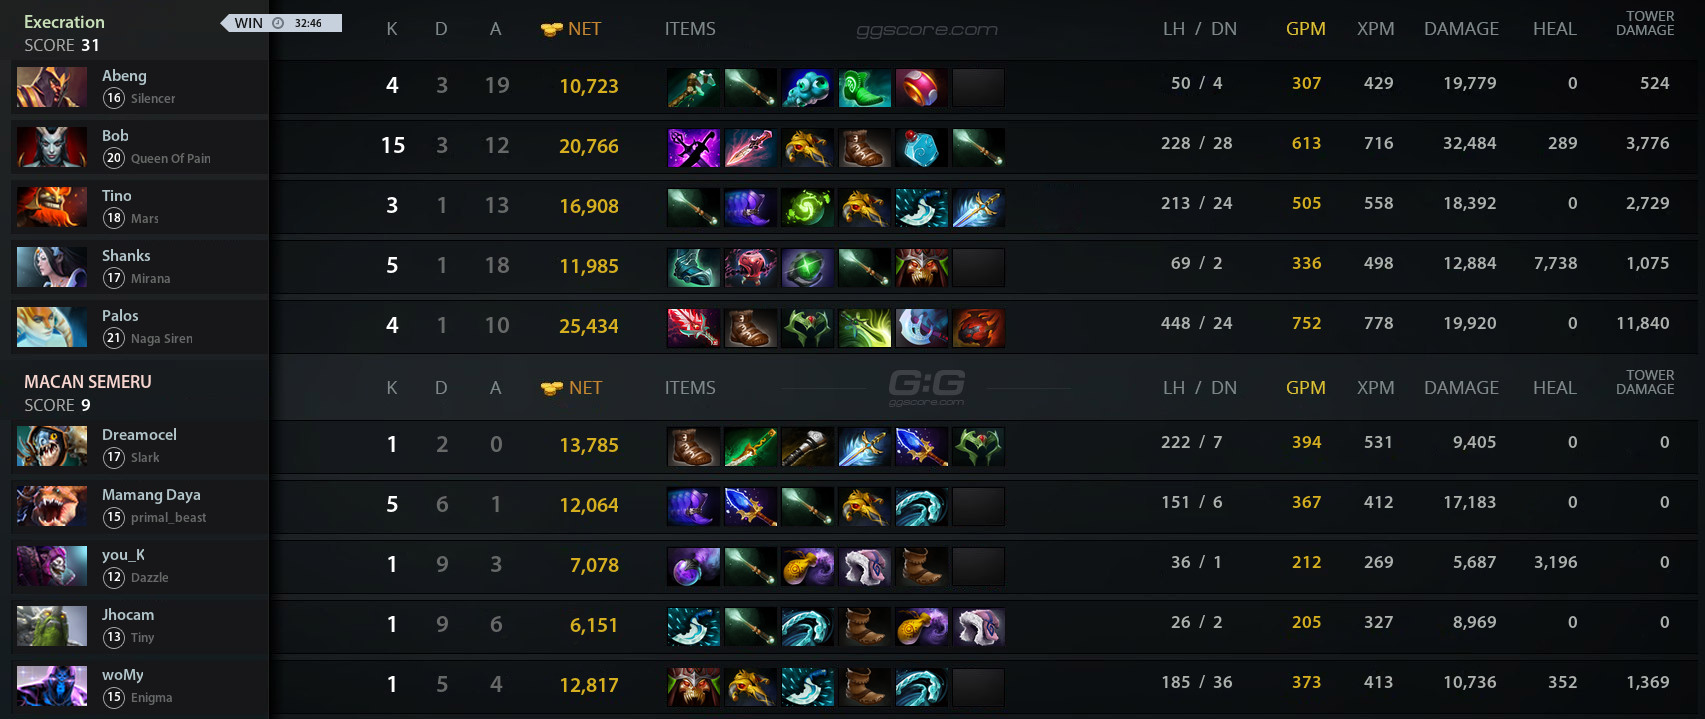 Execration WIN 32:46
SCORE 31
K D A NET ITEMS ggscore.com LH / DN GPM XPM DAMAGE HEAL TOWER DAMAGE
Abeng
16 Silencer
4 3 19 10,723 50 / 4 307 429 19,779 0 524
Bob
20 Queen Of Pain
15 3 12 20,766 228 / 28 613 716 32,484 289 3,776
Tino
18 Mars
3 1 13 16,908 213 / 24 505 558 18,392 0 2,729
Shanks
17 Mirana
5 1 18 11,985 69 / 2 336 498 12,884 7,738 1,075
Palos
21 Naga Siren
4 1 10 25,434 448 / 24 752 778 19,920 0 11,840
MACAN SEMERU
SCORE 9
K D A NET ITEMS G:G ggscore.com LH / DN GPM XPM DAMAGE HEAL TOWER DAMAGE
Dreamocel
17 Slark
1 2 0 13,785 222 / 7 394 531 9,405 0 0
Mamang Daya
15 primal_beast
5 6 1 12,064 151 / 6 367 412 17,183 0 0
you_K
12 Dazzle
1 9 3 7,078 36 / 1 212 269 5,687 3,196 0
Jhocam
13 Tiny
1 9 6 6,151 26 / 2 205 327 8,969 0 0
woMy
15 Enigma
1 5 4 12,817 185 / 36 373 413 10,736 352 1,369